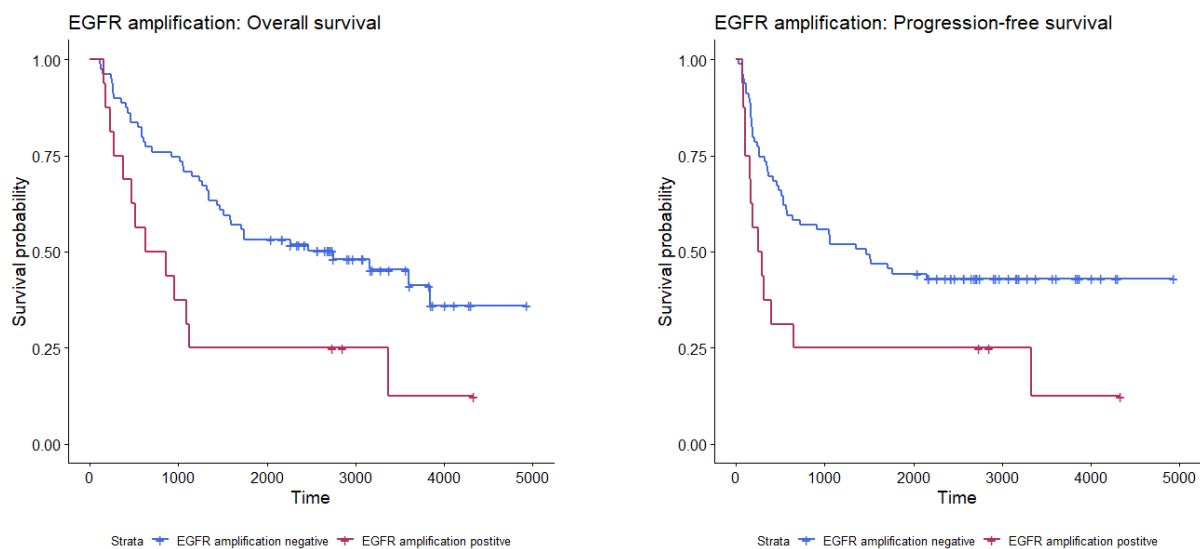 EGFR amplification: Overall survival
1.00
0.75
0.50
0.25
0.00
Survival probability
0 1000 2000 3000 4000 5000
Time
Strata EGFR amplification negative EGFR amplification postitve
EGFR amplification: Progression-free survival
1.00
0.75
0.50
0.25
0.00
Survival probability
0 1000 2000 3000 4000 5000
Time
Strata EGFR amplification negative EGFR amplification postitve